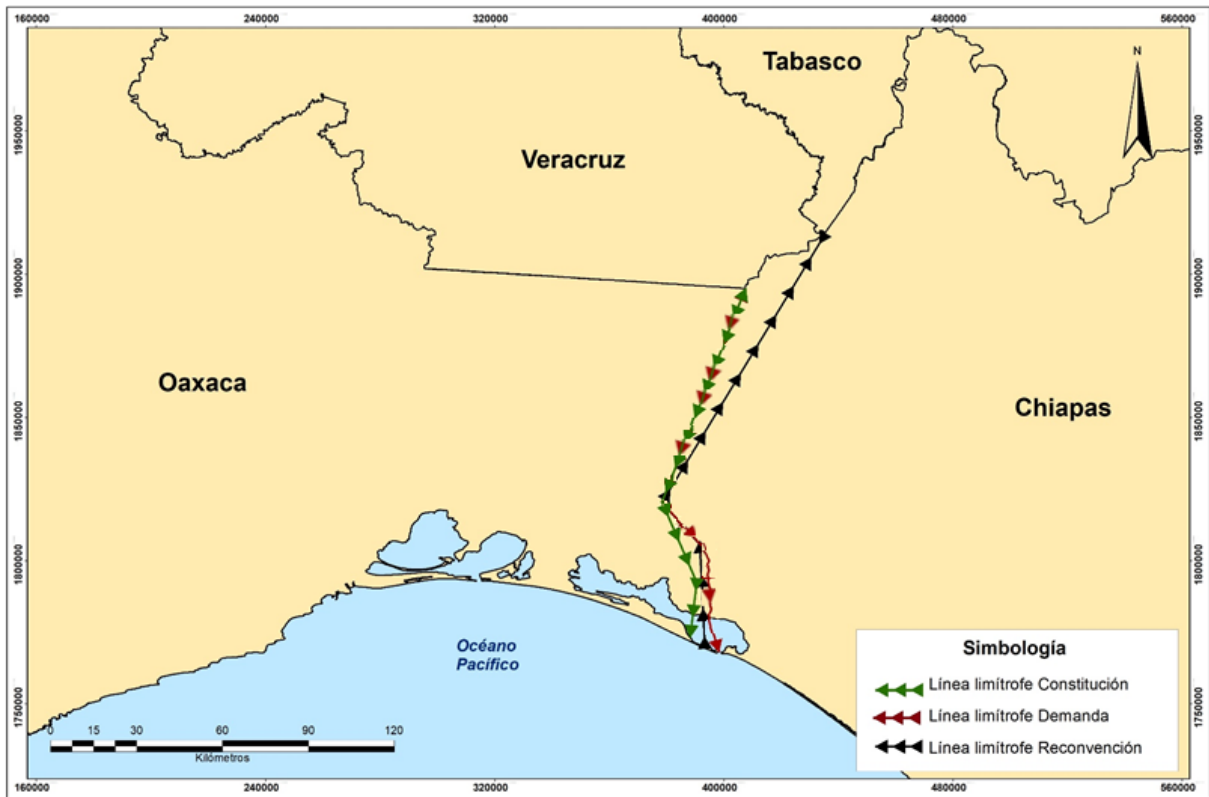 160000 240000 320000 400000 480000 560000
Tabasco
N
1950000 1950000
Veracruz
1900000 1900000
Oaxaca
Chiapas
1850000 1850000
1800000 1800000
Océano
Pacífico
Simbología
Línea limítrofe Constitución
Línea limítrofe Demanda
Línea limítrofe Reconvención
1750000 1750000
0 15 30 60 90 120
Kilómetros
160000 240000 320000 400000 480000 560000